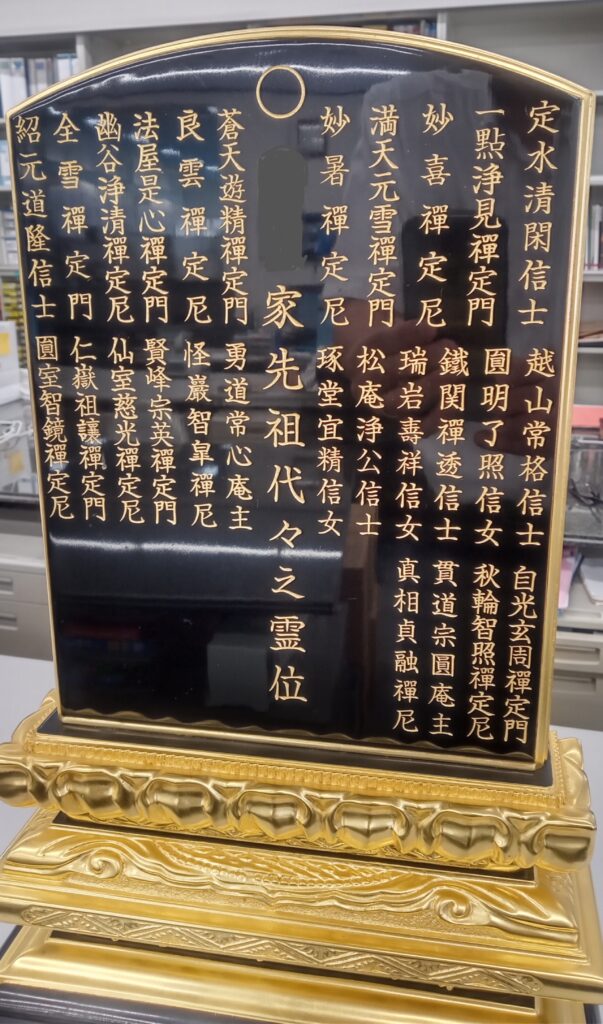 定水清閑信士
一點浄見禪定門
妙喜禪定尼
満天元雪禪定門
妙暑禪定尼
越山常格信士
圓明了照信女
鐵関禪透信士
瑞岩壽祥信女
松庵浄公信士
琢堂宜精信女
自光玄周禪定門
秋輪智照禪定尼
貫道宗圓庵主
真相貞融禪尼
家先祖代々之霊位
蒼天遊精禪定門
良雲禪定尼
法屋是心禪定門
幽谷浄清禪定尼
全雪禪定門
紹元道隆信士
勇道常心庵主
怪巖智皐禪尼
賢峰宗英禪定門
仙室慈光禪定尼
仁嶽祖讓禪定門
圓室智鏡禪定尼